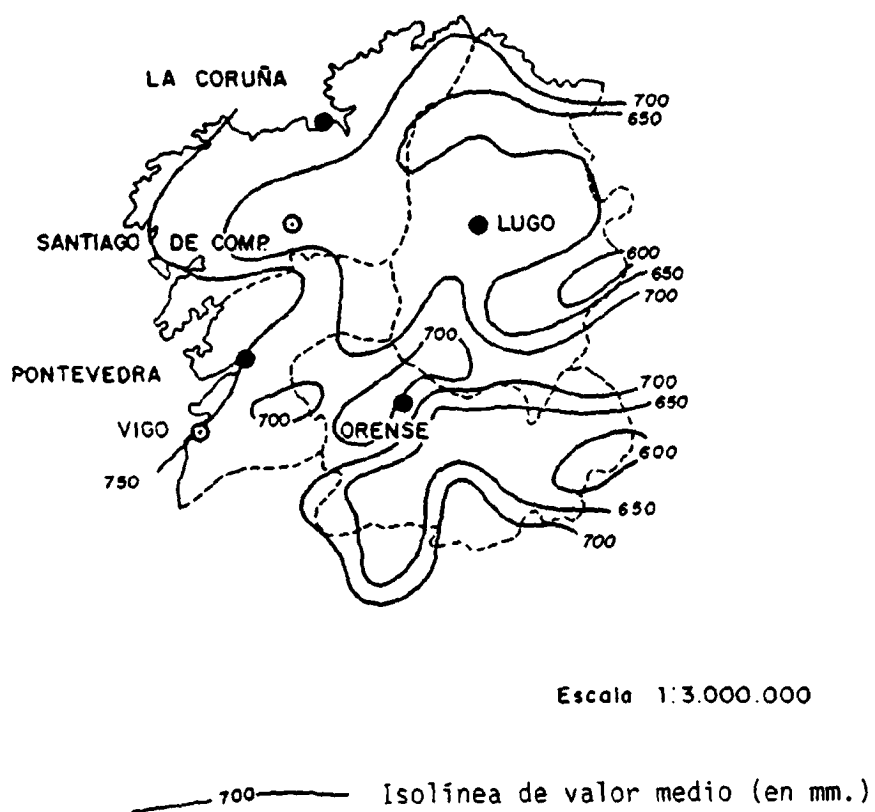 LA CORUÑA
700
650
SANTIAGO DE COMP.
LUGO
600
650
700
700
PONTEVEDRA
700
650
700
VIGO
ORENSE
600
750
650
700
Escala 1:3.000.000
700 Isolínea de valor medio (en mm.)